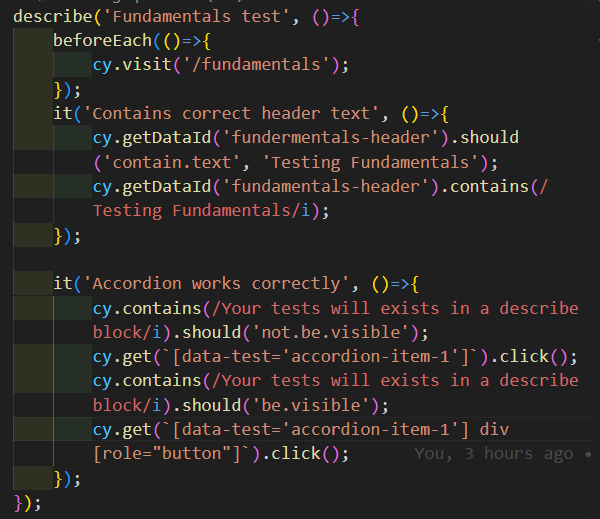 describe('Fundamentals test', ()=>{
    beforeEach(()=>{
        cy.visit('/fundamentals');
    });
    it('Contains correct header text', ()=>{
        cy.getDataId('fundermentals-header').should
        ('contain.text', 'Testing Fundamentals');
        cy.getDataId('fundamentals-header').contains(/
        Testing Fundamentals/i);
    });

    it('Accordion works correctly', ()=>{
        cy.contains(/Your tests will exists in a describe
        block/i).should('not.be.visible');
        cy.get(`[data-test='accordion-item-1']`).click();
        cy.contains(/Your tests will exists in a describe
        block/i).should('be.visible');
        cy.get(`[data-test='accordion-item-1'] div
        [role="button"]`).click();    You, 3 hours ago •
    });
});